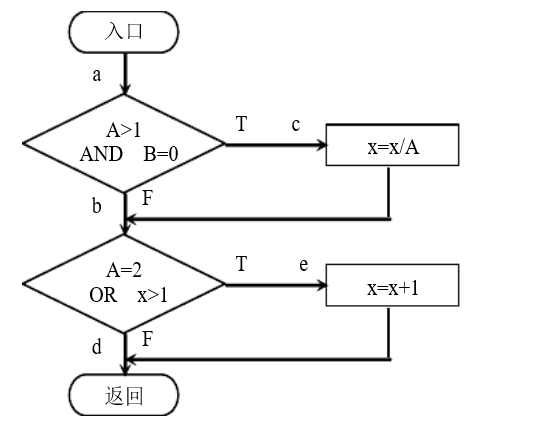 入口
a
A>1
AND B=0
T c
x=x/A
b F
A=2
OR x>1
T e
x=x+1
d F
返回